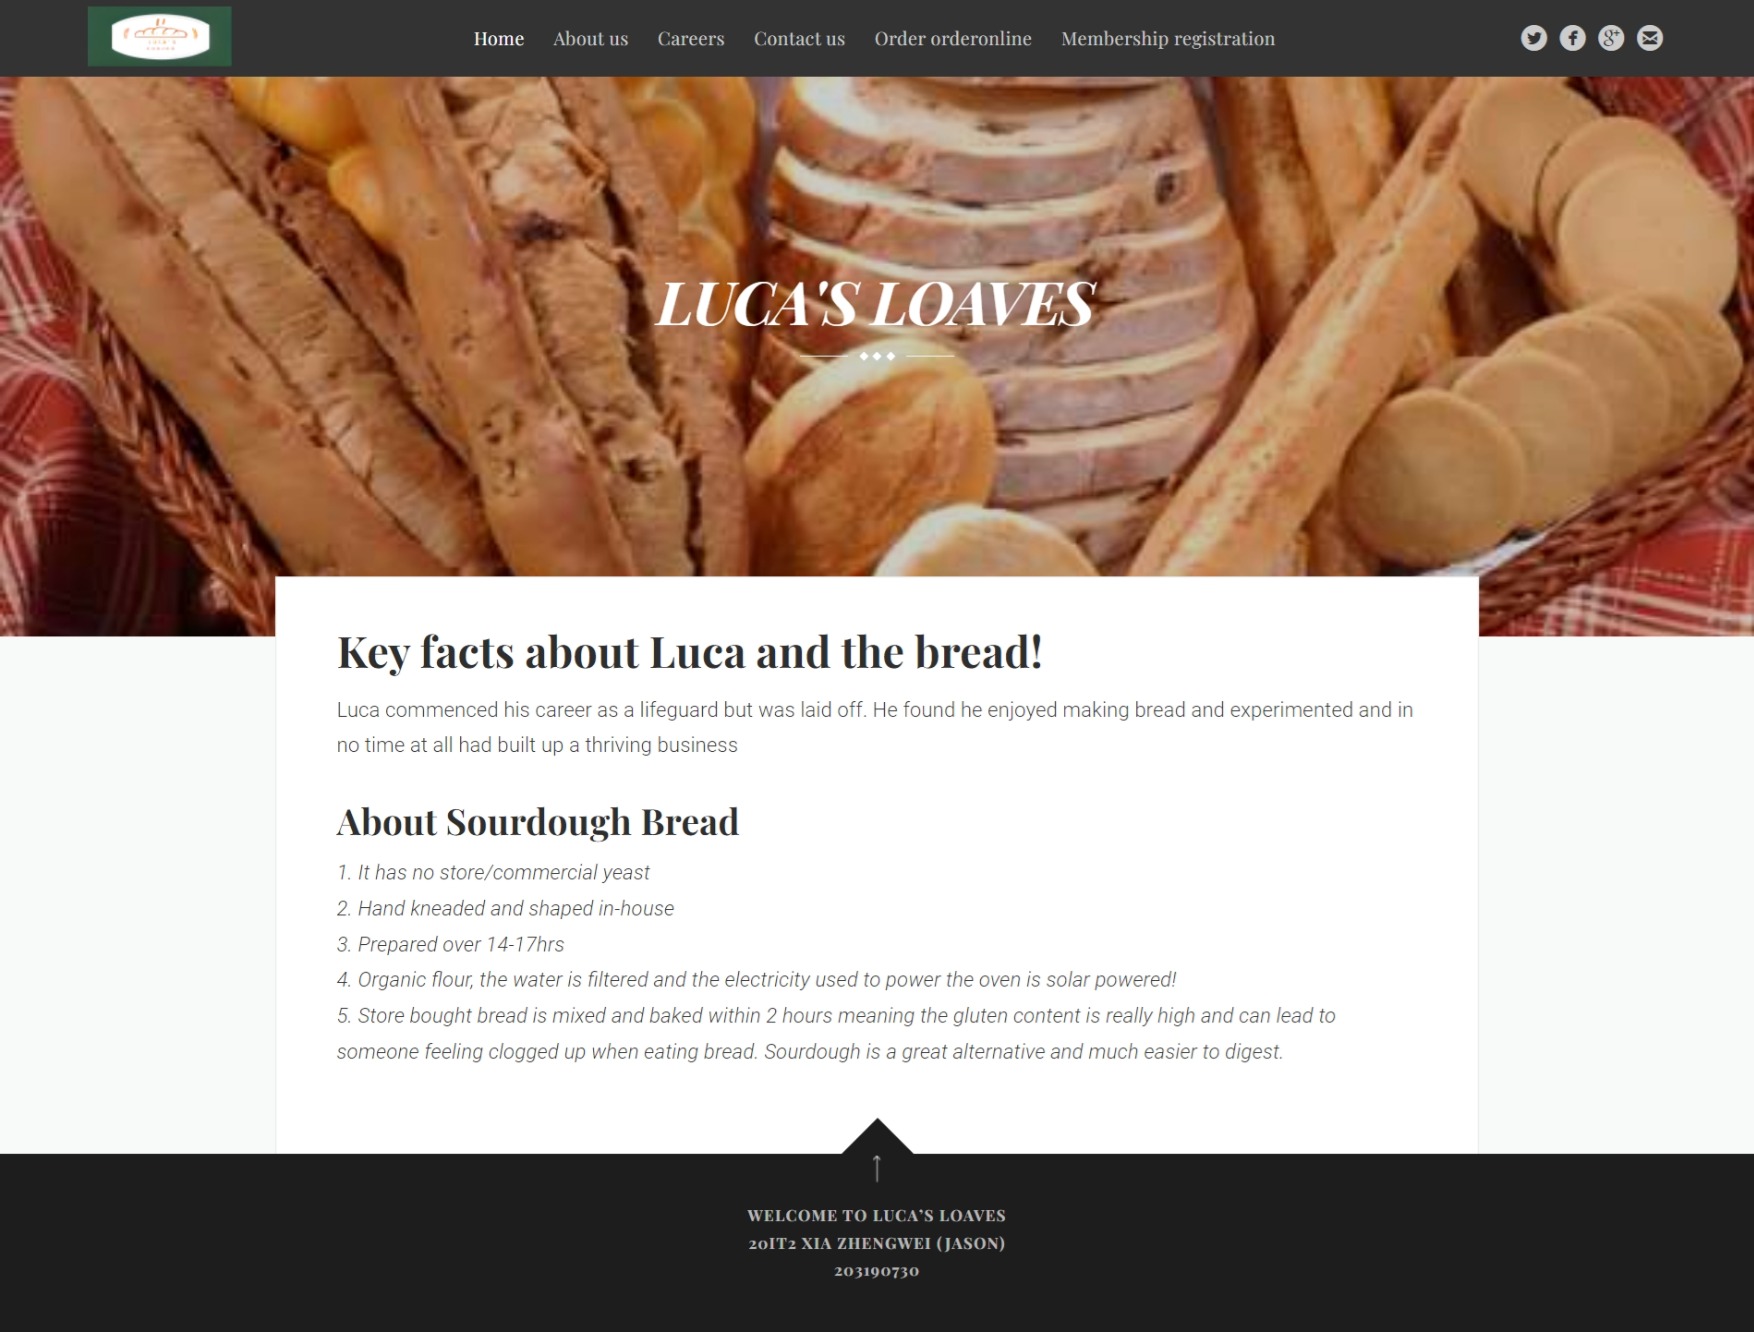 Home About us Careers Contact us Order orderonline Membership registration
LUCA'S LOAVES
Key facts about Luca and the bread!
Luca commenced his career as a lifeguard but was laid off. He found he enjoyed making bread and experimented and in
no time at all had built up a thriving business
About Sourdough Bread
1. It has no store/commercial yeast
2. Hand kneaded and shaped in-house
3. Prepared over 14-17hrs
4. Organic flour, the water is filtered and the electricity used to power the oven is solar powered!
5. Store bought bread is mixed and baked within 2 hours meaning the gluten content is really high and can lead to
someone feeling clogged up when eating bread. Sourdough is a great alternative and much easier to digest.
WELCOME TO LUCA’S LOAVES
20IT2 XIA ZHENGWEI (JASON)
203190730